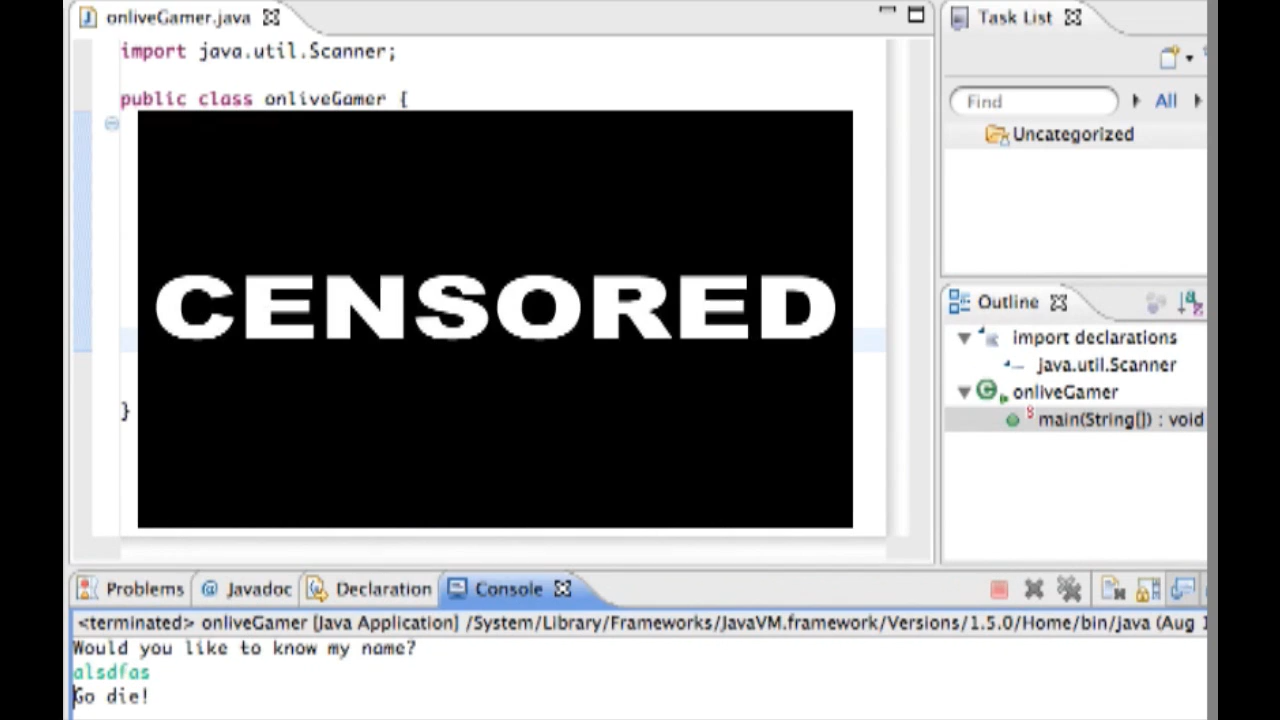 onliveGamer.java
import java.util.Scanner;
public class onliveGamer {
CENSORED
}
Task List
Find
All
Uncategorized
Outline
import declarations
java.util.Scanner
onliveGamer
main(String[]) : void
Problems
Javadoc
Declaration
Console
<terminated> onliveGamer [Java Application] /System/Library/Frameworks/JavaVM.framework/Versions/1.5.0/Home/bin/java (Aug 1
Would you like to know my name?
alsdfas
Go die!